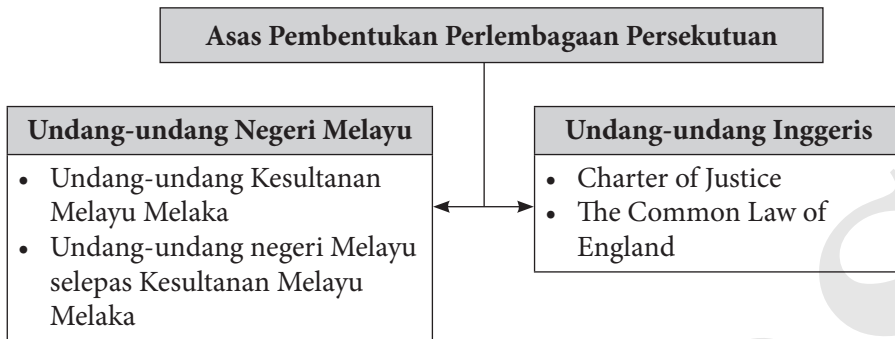 Asas Pembentukan Perlembagaan Persekutuan
Undang-undang Negeri Melayu
• Undang-undang Kesultanan
Melayu Melaka
• Undang-undang negeri Melayu
selepas Kesultanan Melayu
Melaka
Undang-undang Inggeris
• Charter of Justice
• The Common Law of
England